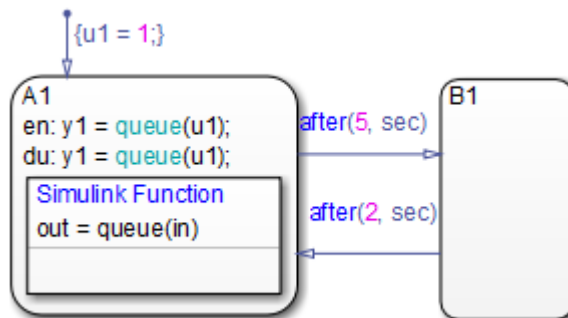 {u1 = 1;}
A1
en: y1 = queue(u1);
du: y1 = queue(u1);
Simulink Function
out = queue(in)
after(5, sec)
after(2, sec)
B1